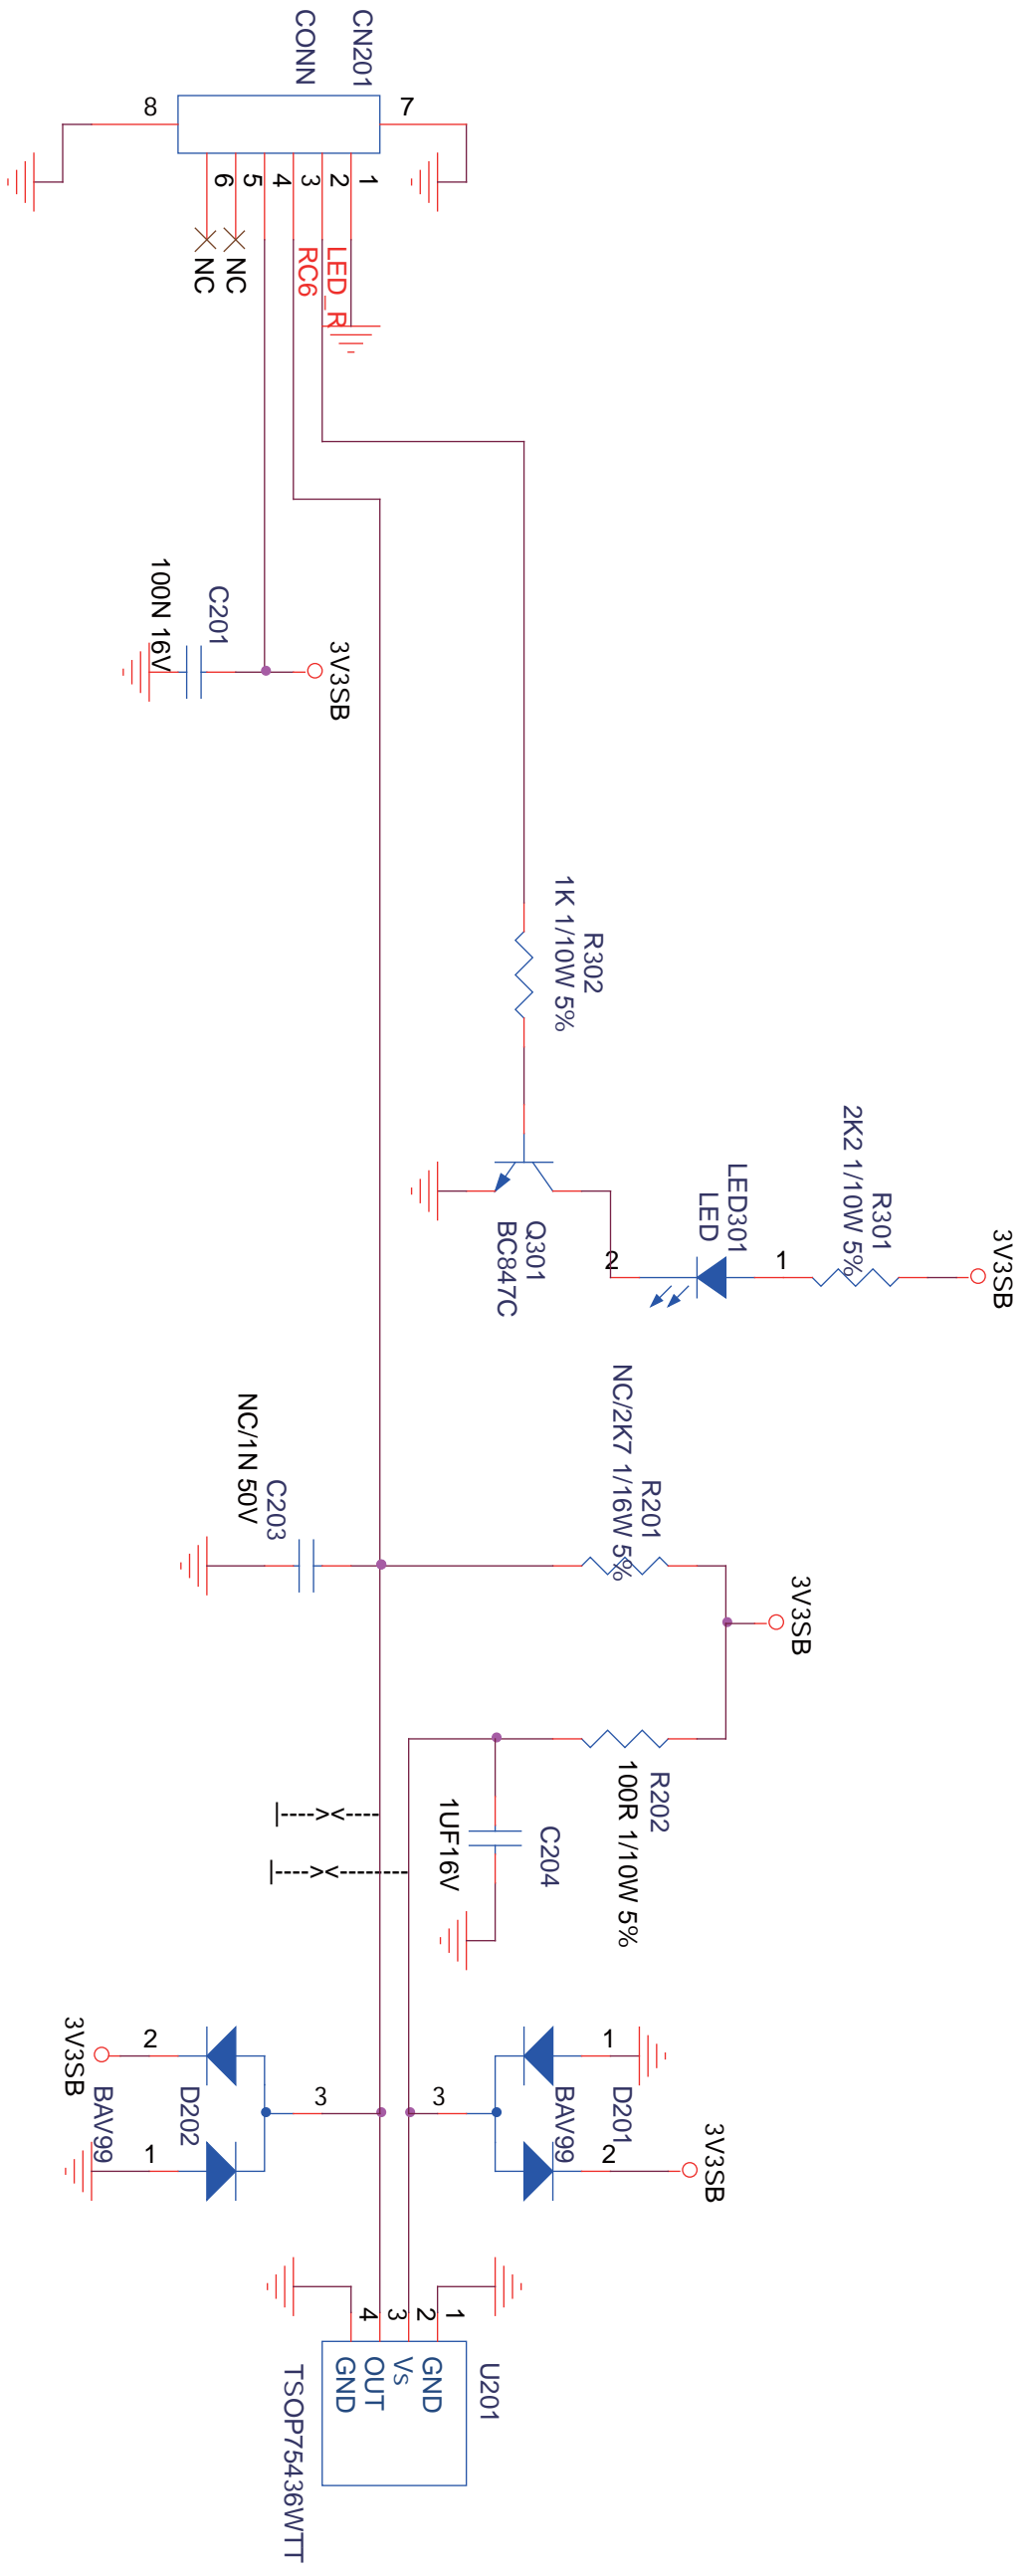 3V3SB
R301
2K2 1/10W 5%
1
LED301
LED
2
3V3SB
R201
NC/2K7 1/16W 5%
R202
100R 1/10W 5%
3V3SB
D201
BAV99
1
2
3
R302
1K 1/10W 5%
Q301
BC847C
C204
1UF16V
U201
1
2
3
4
GND
Vs
OUT
GND
TSOP75436WTT
CN201
CONN
7
1
2
3
4
5
6
8
LED_R
RC6
NC
NC
3V3SB
C201
100N 16V
C203
NC/1N 50V
|----><-----
|----><-------
3
D202
BAV99
2
1
3V3SB